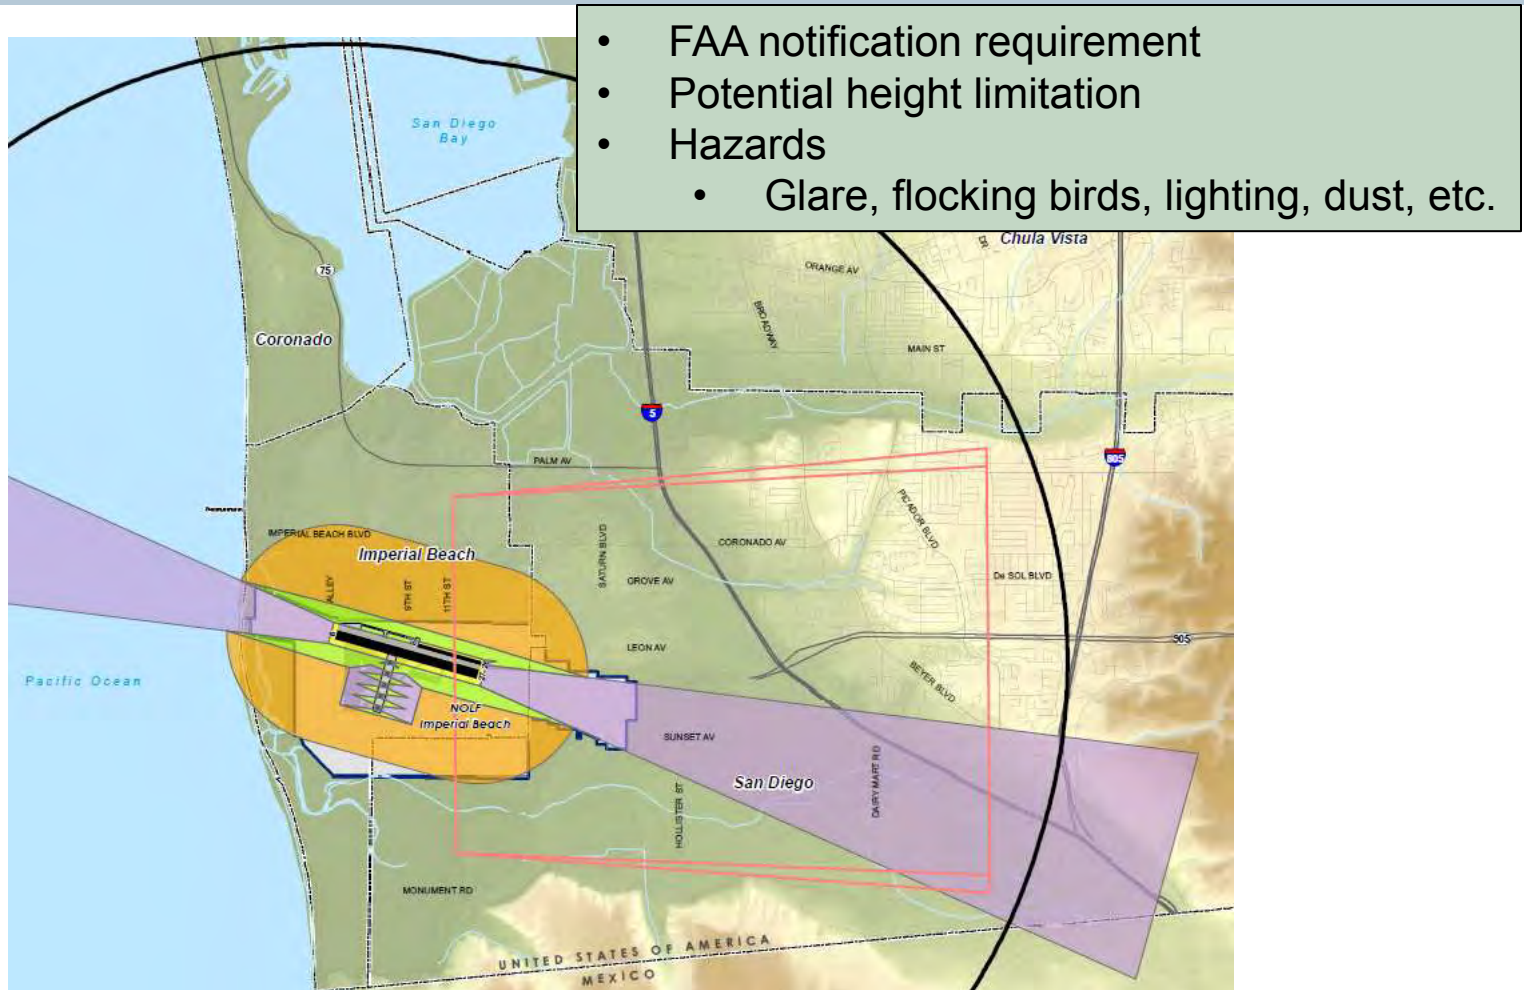 • FAA notification requirement
• Potential height limitation
• Hazards
• Glare, flocking birds, lighting, dust, etc.
San Diego
Bay
DR
Chula Vista
ORANGE AV
BROADWAY
75
Coronado
MAIN ST
5
PALM AV
805
PICADOR BLVD
IMPERIAL BEACH BLVD
Imperial Beach
SATURN BLVD
CORONADO AV
VALLEY
9TH ST
11TH ST
GROVE AV
De SOL BLVD
LEON AV
905
BEYER BLVD
Pacific Ocean
NOLF
Imperial Beach
SUNSET AV
DAIRY MART RD
San Diego
HOLLISTER ST
MONUMENT RD
UNITED STATES OF AMERICA
MEXICO